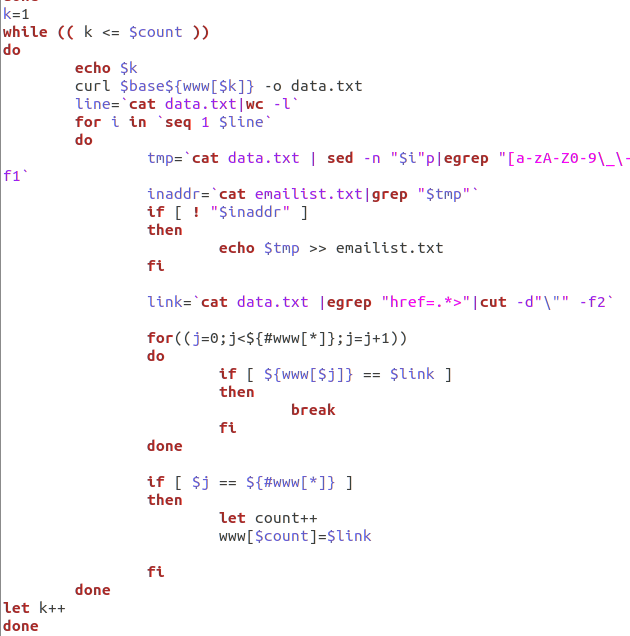 k=1
while (( k <= $count ))
do
echo $k
curl $base${www[$k]} -o data.txt
line=`cat data.txt|wc -l`
for i in `seq 1 $line`
do
tmp=`cat data.txt | sed -n "$i"p|egrep "[a-zA-Z0-9\_\-
f1`
inaddr=`cat emailist.txt|grep "$tmp"`
if [ ! "$inaddr" ]
then
echo $tmp >> emailist.txt
fi
link=`cat data.txt |egrep "href=.*>"|cut -d"\"" -f2`
for((j=0;j<${#www[*]};j=j+1))
do
if [ ${www[$j]} == $link ]
then
break
fi
done
if [ $j == ${#www[*]} ]
then
let count++
www[$count]=$link
fi
done
let k++
done